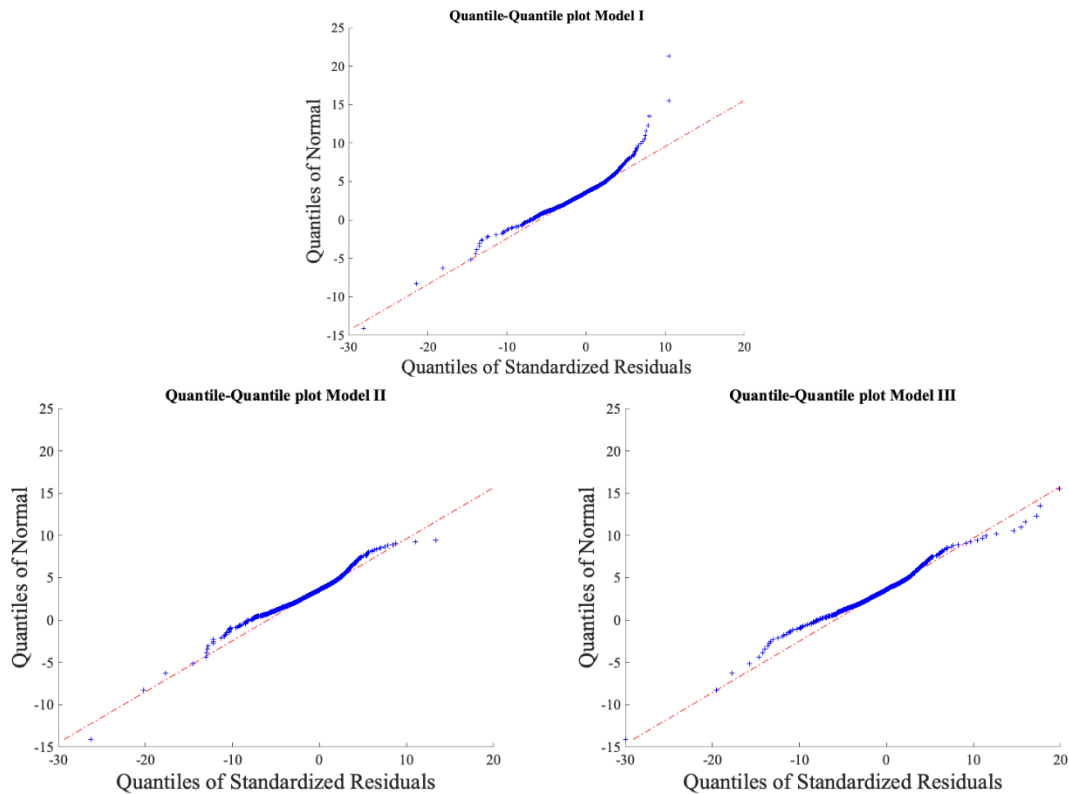 Quantile-Quantile plot Model I
25
20
15
10
5
0
-5
-10
-15
Quantiles of Normal
-30 -20 -10 0 10 20
Quantiles of Standardized Residuals
Quantile-Quantile plot Model II
25
20
15
10
5
0
-5
-10
-15
Quantiles of Normal
-30 -20 -10 0 10 20
Quantiles of Standardized Residuals
Quantile-Quantile plot Model III
25
20
15
10
5
0
-5
-10
-15
Quantiles of Normal
-30 -20 -10 0 10 20
Quantiles of Standardized Residuals